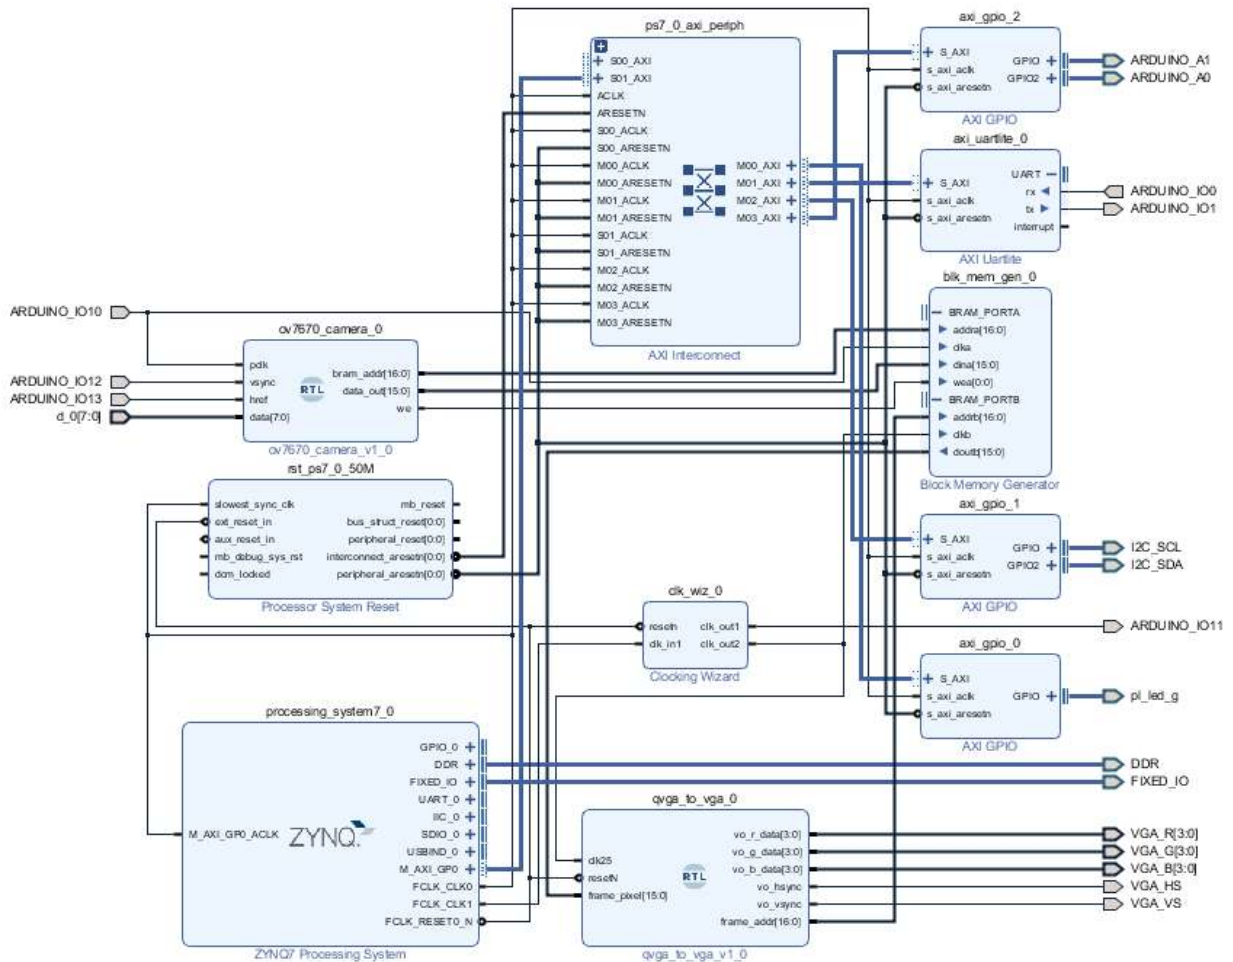 ps7_0_axi_periph
S00_AXI
S01_AXI
ACLK
ARESETN
S00_ACLK
S00_ARESETN
M00_ACLK
M00_ARESETN
M01_ACLK
M01_ARESETN
S01_ACLK
S01_ARESETN
M02_ACLK
M02_ARESETN
M03_ACLK
M03_ARESETN
M00_AXI
M01_AXI
M02_AXI
M03_AXI
AXI Interconnect
axi_gpio_2
S_AXI
s_axi_aclk
s_axi_aresetn
GPIO
GPIO2
AXI GPIO
ARDUINO_A1
ARDUINO_A0
axi_uartlite_0
S_AXI
s_axi_aclk
s_axi_aresetn
UART
rx
tx
interrupt
AXI Uartlite
ARDUINO_IO0
ARDUINO_IO1
blk_mem_gen_0
BRAM_PORTA
addra[16:0]
clka
dina[15:0]
wea[0:0]
BRAM_PORTB
addrb[16:0]
clkb
doutb[15:0]
Block Memory Generator
ARDUINO_IO10
ARDUINO_IO12
ARDUINO_IO13
d_0[7:0]
ov7670_camera_0
pclk
vsync
href
data[7:0]
RTL
bram_addr[16:0]
data_out[15:0]
we
ov7670_camera_v1_0
rst_ps7_0_50M
slowest_sync_clk
ext_reset_in
aux_reset_in
mb_debug_sys_rst
dcm_locked
mb_reset
bus_struct_reset[0:0]
peripheral_reset[0:0]
interconnect_aresetn[0:0]
peripheral_aresetn[0:0]
Processor System Reset
axi_gpio_1
S_AXI
s_axi_aclk
s_axi_aresetn
GPIO
GPIO2
AXI GPIO
I2C_SCL
I2C_SDA
clk_wiz_0
resetn
clk_in1
clk_out1
clk_out2
Clocking Wizard
ARDUINO_IO11
axi_gpio_0
S_AXI
s_axi_aclk
s_axi_aresetn
GPIO
AXI GPIO
pl_led_g
processing_system7_0
M_AXI_GP0_ACLK
ZYNQ
GPIO_0
DDR
FIXED_IO
UART_0
IIC_0
SDIO_0
USBIND_0
M_AXI_GP0
FCLK_CLK0
FCLK_CLK1
FCLK_RESET0_N
ZYNQ7 Processing System
DDR
FIXED_IO
qvga_to_vga_0
clk25
resetN
frame_pixel[15:0]
RTL
vo_r_data[3:0]
vo_g_data[3:0]
vo_b_data[3:0]
vo_hsync
vo_vsync
frame_addr[16:0]
qvga_to_vga_v1_0
VGA_R[3:0]
VGA_G[3:0]
VGA_B[3:0]
VGA_HS
VGA_VS